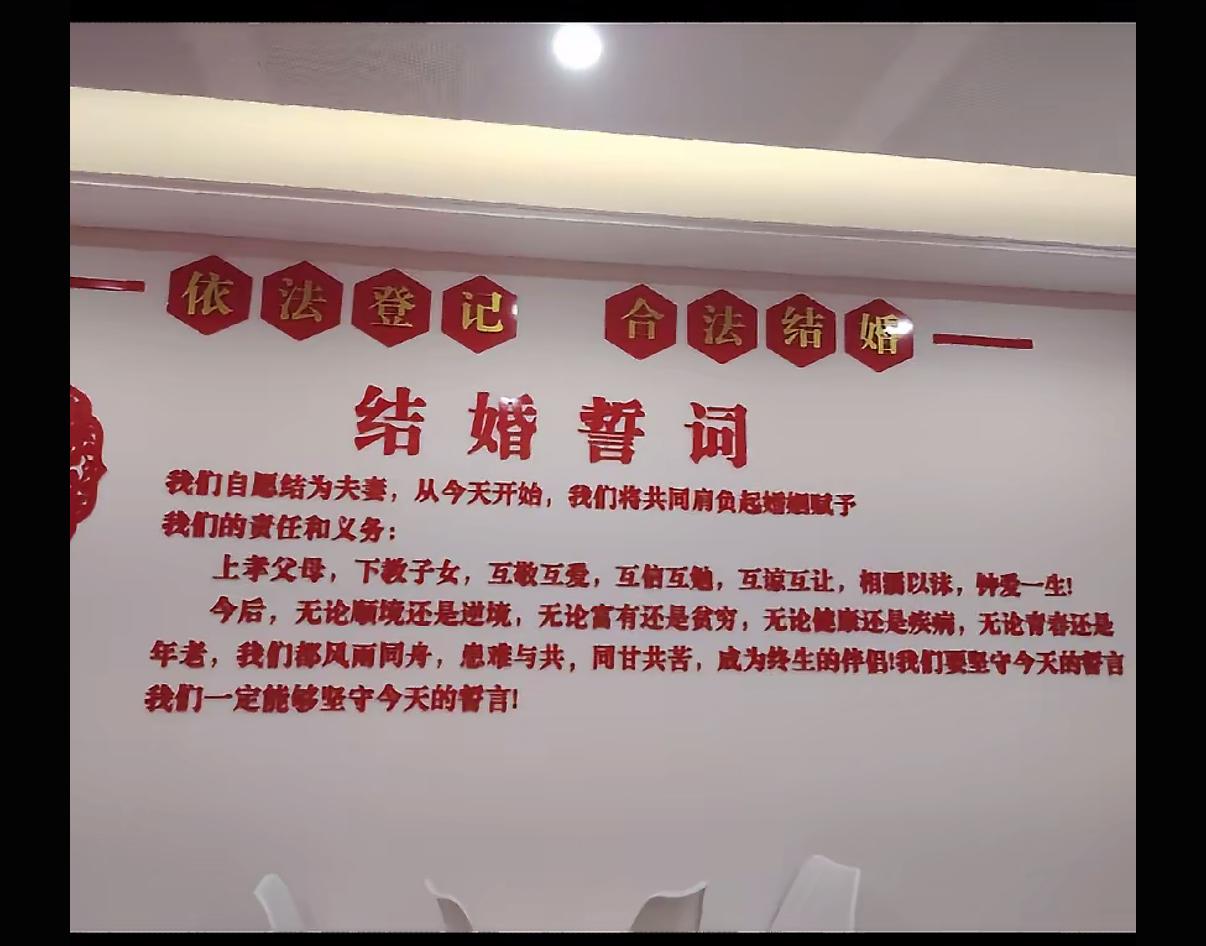 依法登记 合法结婚
结婚誓词
我们自愿结为夫妻，从今天开始，我们将共同肩负起婚姻赋予
我们的责任和义务：
上孝父母，下教子女，互敬互爱，互信互勉，互谅互让，相濡以沫，钟爱一生!
今后，无论顺境还是逆境，无论富有还是贫穷，无论健康还是疾病，无论青春还是
年老，我们都风雨同舟，患难与共，同甘共苦，成为终生的伴侣!我们要坚守今天的誓言
我们一定能够坚守今天的誓言!